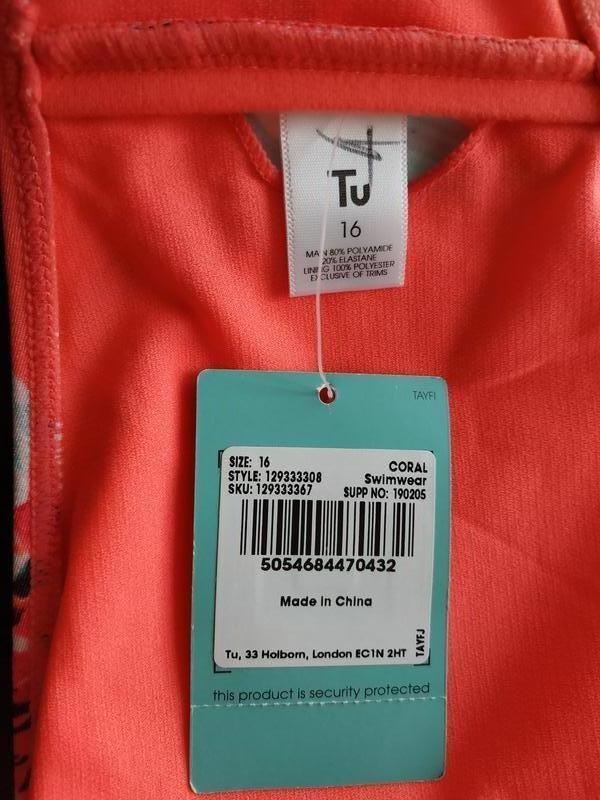 Tu
16
MAIN 80% POLYAMIDE
20% ELASTANE
LINING 100% POLYESTER
EXCLUSIVE OF TRIMS
TAYFJ
SIZE: 16
CORAL
STYLE: 129333308
Swimwear
SKU: 129333367
SUPP NO: 190205
5054684470432
Made in China
Tu, 33 Holborn, London EC1N 2HT
TAYFJ
this product is security protected